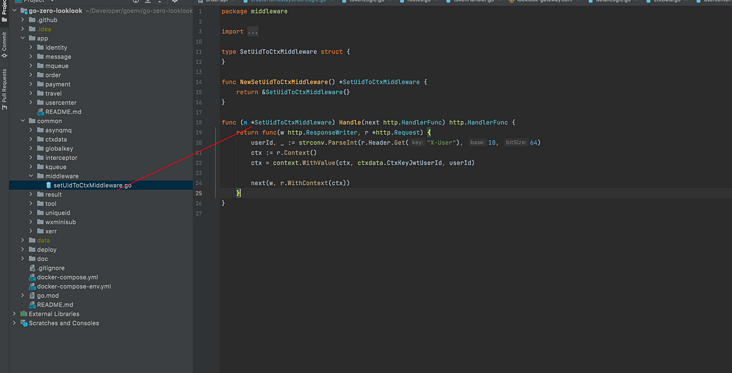 Project
go-zero-looklook ~/Developer/goenv/go-zero-looklook
.github
.idea
app
identity
message
mqueue
order
payment
travel
usercenter
README.md
common
asynqmq
ctxdata
globalkey
interceptor
kqueue
middleware
setUidToCtxMiddleware.go
result
tool
uniqueid
wxminisub
xerr
data
deploy
doc
.gitignore
docker-compose.yml
docker-compose-env.yml
go.mod
README.md
External Libraries
Scratches and Consoles
Commit
Pull Requests
1 package middleware
2
3 import ...
10
11 type SetUidToCtxMiddleware struct {
12 }
13
14 func NewSetUidToCtxMiddleware() *SetUidToCtxMiddleware {
15 return &SetUidToCtxMiddleware{}
16 }
17
18 func (m *SetUidToCtxMiddleware) Handle(next http.HandlerFunc) http.HandlerFunc {
19 return func(w http.ResponseWriter, r *http.Request) {
20 userId, _ := strconv.ParseInt(r.Header.Get( key: "X-User"), base: 10, bitSize: 64)
21 ctx := r.Context()
22 ctx = context.WithValue(ctx, ctxdata.CtxKeyJwtUserId, userId)
23
24 next(w, r.WithContext(ctx))
25 }
26 }
27